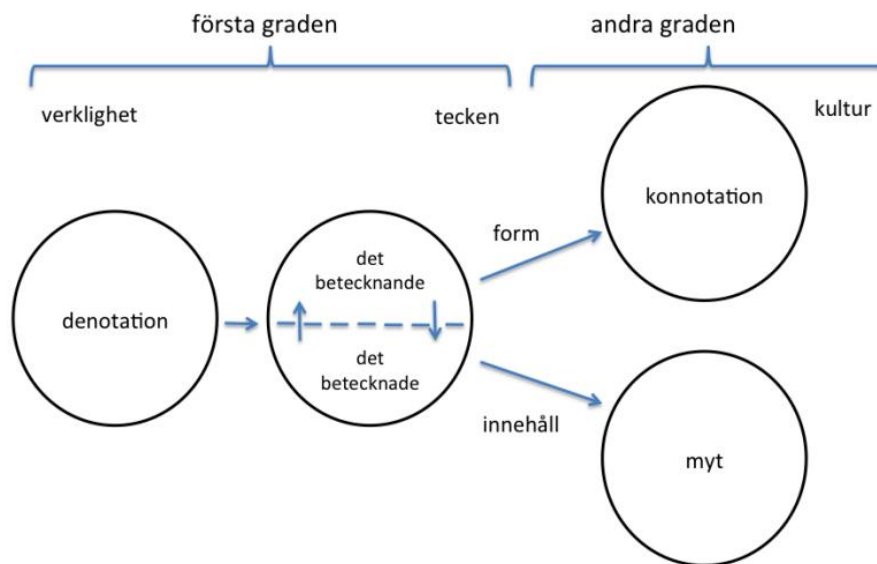 första graden
andra graden
verklighet
tecken
kultur
denotation
det
betecknande
det
betecknade
form
innehåll
konnotation
myt